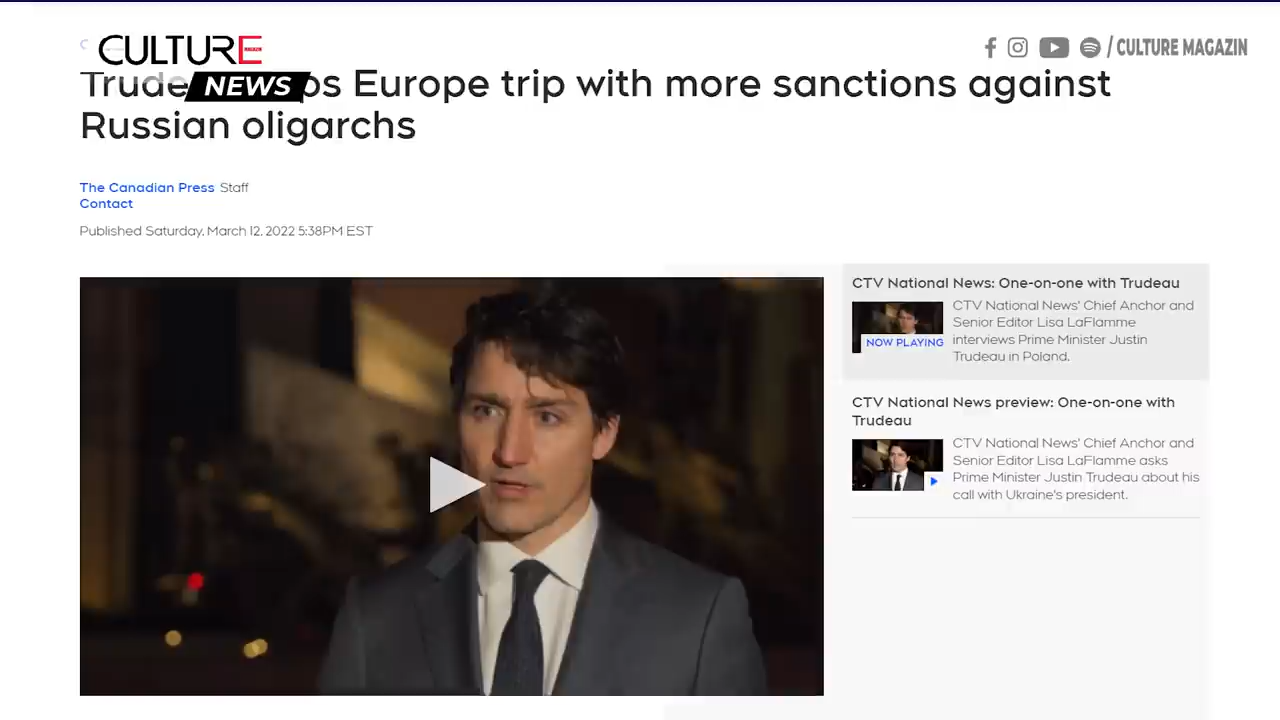 CULTURE
NEWS
/ CULTURE MAGAZIN
Trude os Europe trip with more sanctions against
Russian oligarchs
The Canadian Press Staff
Contact
Published Saturday, March 12, 2022 5:38PM EST
CTV National News: One-on-one with Trudeau
NOW PLAYING
CTV National News' Chief Anchor and
Senior Editor Lisa LaFlamme
interviews Prime Minister Justin
Trudeau in Poland.
CTV National News preview: One-on-one with
Trudeau
CTV National News' Chief Anchor and
Senior Editor Lisa LaFlamme asks
Prime Minister Justin Trudeau about his
call with Ukraine's president.